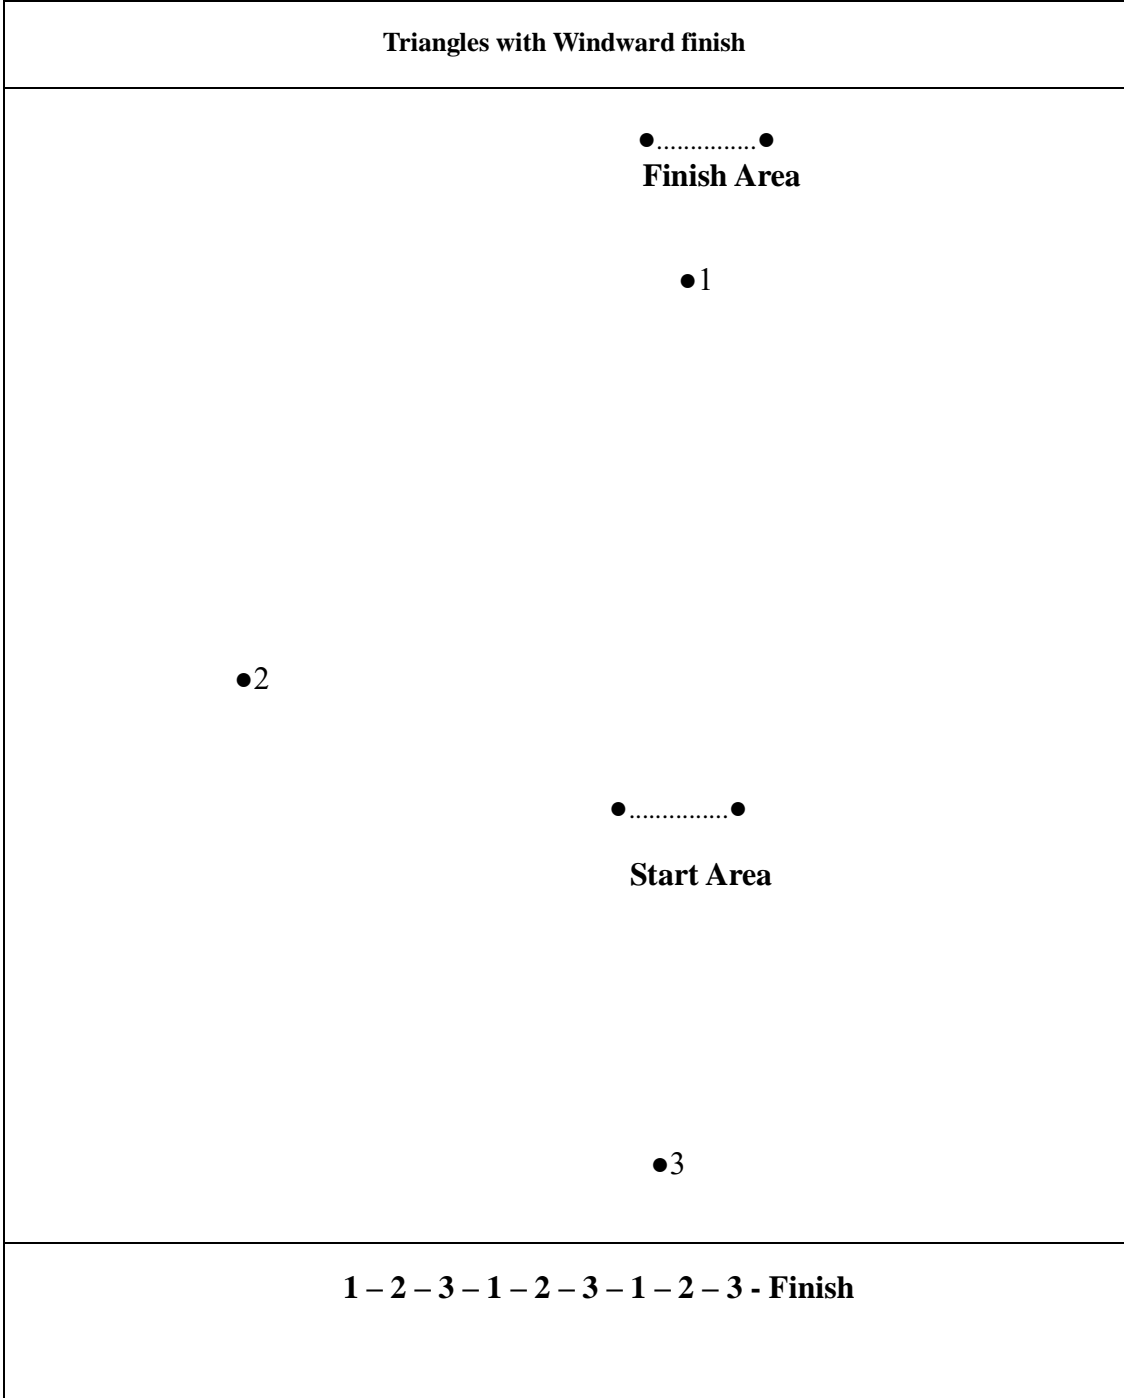 Triangles with Windward finish
●...............●
Finish Area
●1
●2
●...............●
Start Area
●3
1 – 2 – 3 – 1 – 2 – 3 – 1 – 2 – 3 - Finish